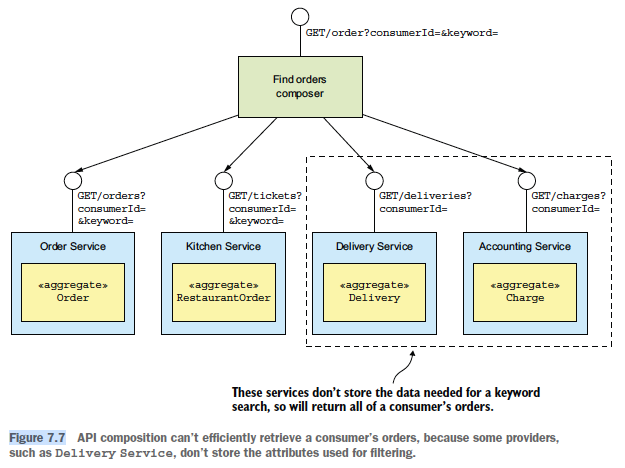 GET/order?consumerId=&keyword=
Find orders
composer
GET/orders?
consumerId=
&keyword=
GET/tickets?
consumerId=
&keyword=
GET/deliveries?
consumerId=
GET/charges?
consumerId=
Order Service
«aggregate»
Order
Kitchen Service
«aggregate»
RestaurantOrder
Delivery Service
«aggregate»
Delivery
Accounting Service
«aggregate»
Charge
These services don't store the data needed for a keyword
search, so will return all of a consumer's orders.
Figure 7.7 API composition can't efficiently retrieve a consumer's orders, because some providers,
such as Delivery Service, don't store the attributes used for filtering.